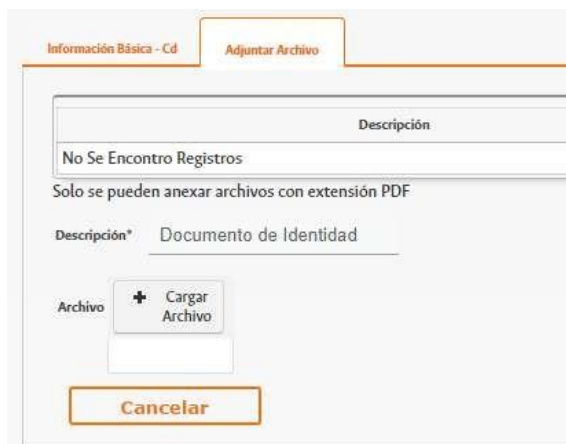 Información Básica - Cd
Adjuntar Archivo
Descripción
No Se Encontro Registros
Solo se pueden anexar archivos con extensión PDF
Descripción* Documento de Identidad
Archivo
+ Cargar
Archivo
Cancelar